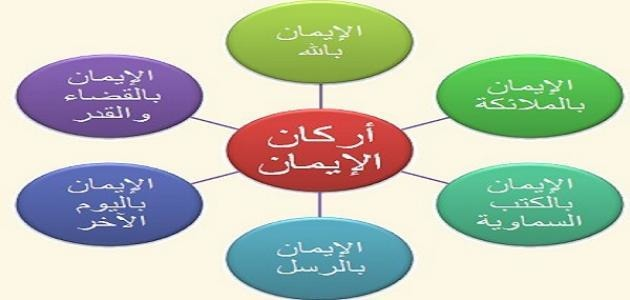 أركان
الإيمان
الإيمان
بالله
الإيمان
بالملائكة
الإيمان
بالكتب
السماوية
الإيمان
بالرسل
الإيمان
باليوم
الآخر
الإيمان
بالقضاء
والقدر